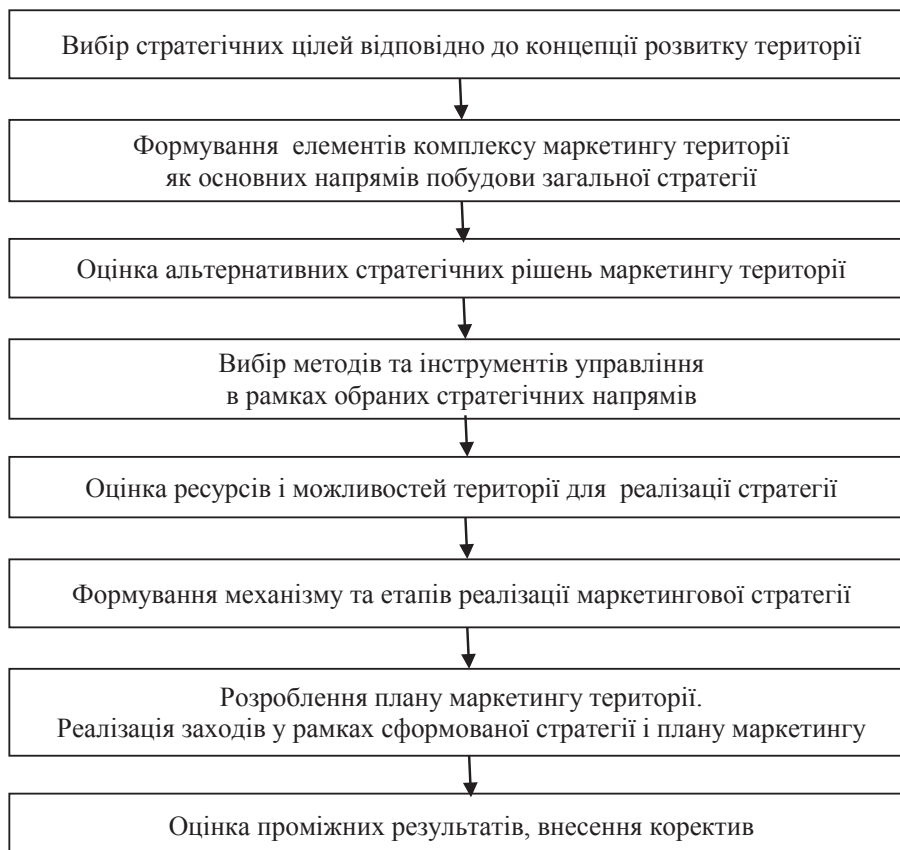 Вибір стратегічних цілей відповідно до концепції розвитку території
Формування елементів комплексу маркетингу території
як основних напрямів побудови загальної стратегії
Оцінка альтернативних стратегічних рішень маркетингу території
Вибір методів та інструментів управління
в рамках обраних стратегічних напрямів
Оцінка ресурсів і можливостей території для реалізації стратегії
Формування механізму та етапів реалізації маркетингової стратегії
Розроблення плану маркетингу території.
Реалізація заходів у рамках сформованої стратегії і плану маркетингу
Оцінка проміжних результатів, внесення коректив